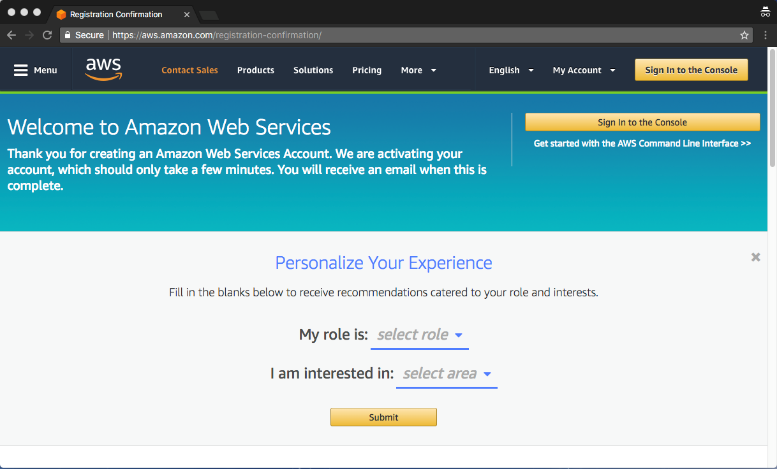 Registration Confirmation
Secure https://aws.amazon.com/registration-confirmation/
Menu aws Contact Sales Products Solutions Pricing More English My Account Sign In to the Console
Welcome to Amazon Web Services
Thank you for creating an Amazon Web Services Account. We are activating your
account, which should only take a few minutes. You will receive an email when this is
complete.
Sign In to the Console
Get started with the AWS Command Line Interface >>
Personalize Your Experience
Fill in the blanks below to receive recommendations catered to your role and interests.
My role is: select role
I am interested in: select area
Submit